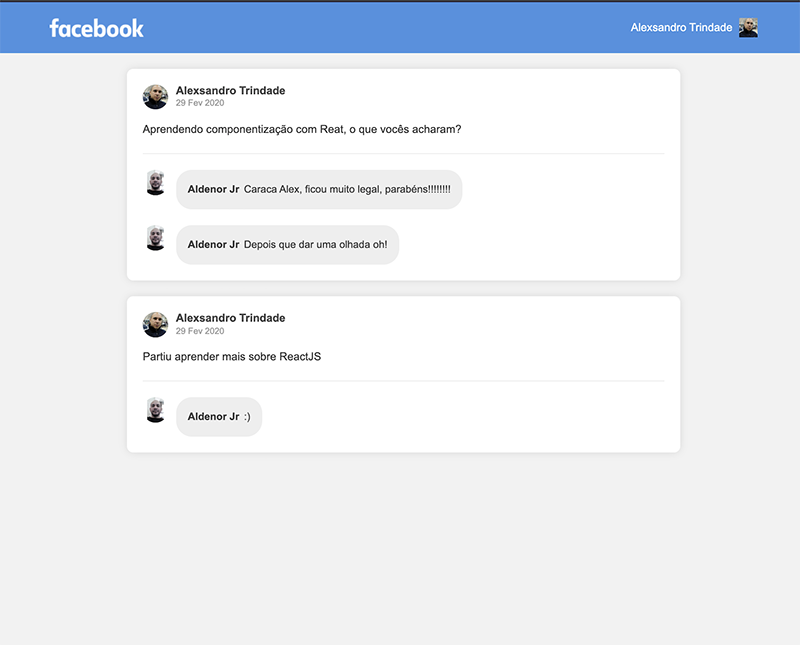 facebook
Alexsandro Trindade
Alexsandro Trindade
29 Fev 2020
Aprendendo componentização com Reat, o que vocês acharam?
Aldenor Jr Caraca Alex, ficou muito legal, parabéns!!!!!!!!
Aldenor Jr Depois que dar uma olhada oh!
Alexsandro Trindade
29 Fev 2020
Partiu aprender mais sobre ReactJS
Aldenor Jr :)